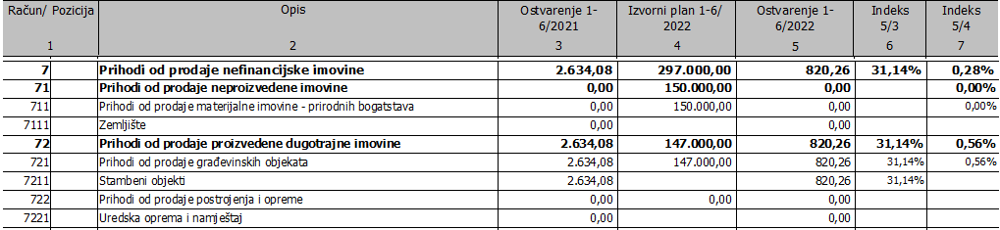 Račun/ Pozicija Opis Ostvarenje 1-6/2021 Izvorni plan 1-6/ 2022 Ostvarenje 1-6/2022 Indeks 5/3 Indeks 5/4
1 2 3 4 5 6 7
7 Prihodi od prodaje nefinancijske imovine 2.634,08 297.000,00 820,26 31,14% 0,28%
71 Prihodi od prodaje neproizvedene imovine 0,00 150.000,00 0,00 0,00%
711 Prihodi od prodaje materijalne imovine - prirodnih bogatstava 0,00 150.000,00 0,00 0,00%
7111 Zemljište 0,00 0,00
72 Prihodi od prodaje proizvedene dugotrajne imovine 2.634,08 147.000,00 820,26 31,14% 0,56%
721 Prihodi od prodaje građevinskih objekata 2.634,08 147.000,00 820,26 31,14% 0,56%
7211 Stambeni objekti 2.634,08 820,26 31,14%
722 Prihodi od prodaje postrojenja i opreme 0,00 0,00 0,00
7221 Uredska oprema i namještaj 0,00 0,00